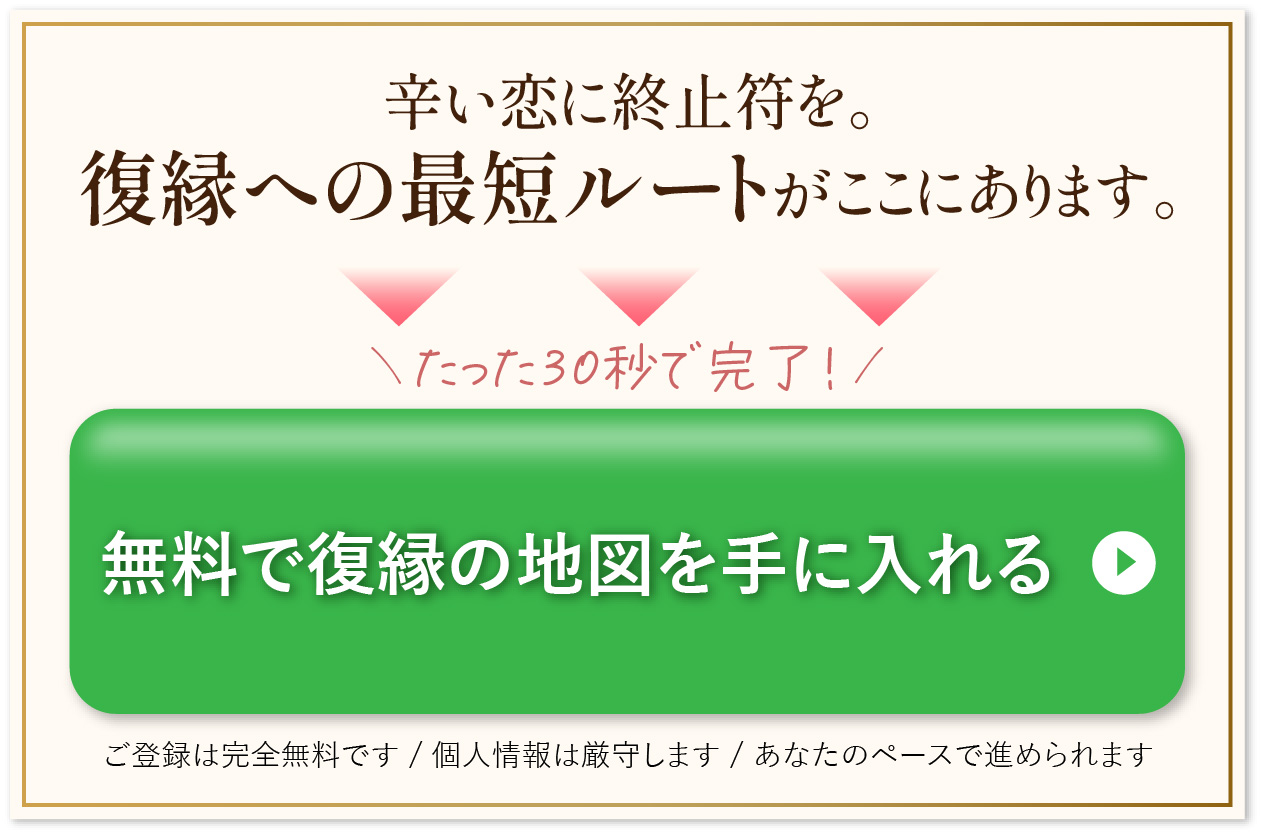 辛い恋に終止符を。
復縁への最短ルートがここにあります。
\たった30秒で完了!/
無料で復縁の地図を手に入れる
ご登録は完全無料です / 個人情報は厳守します / あなたのペースで進められます